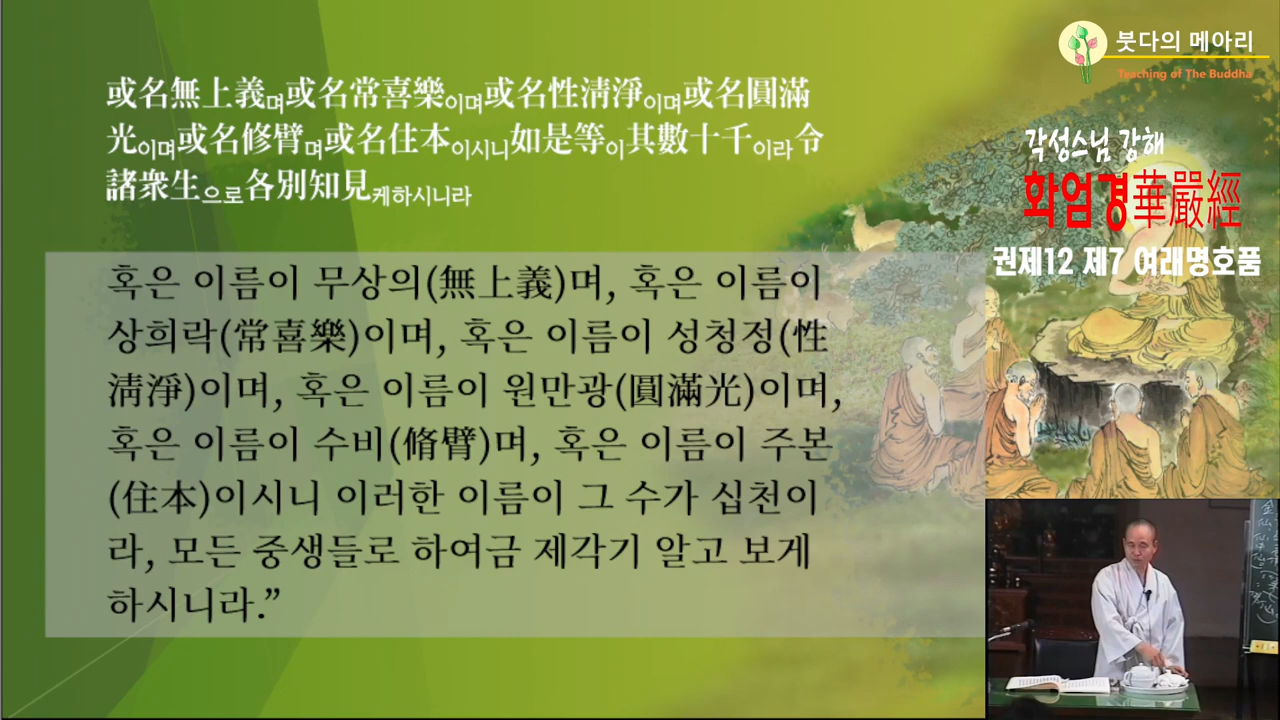 或名無上義며或名常喜樂이며或名性淸淨이며或名圓滿
光이며或名修臂며或名住本이시니如是等이其數十千이라令
諸衆生으로各別知見케하시니라
혹은 이름이 무상의(無上義)며, 혹은 이름이
상희락(常喜樂)이며, 혹은 이름이 성청정(性
淸淨)이며, 혹은 이름이 원만광(圓滿光)이며,
혹은 이름이 수비(脩臂)며, 혹은 이름이 주본
(住本)이시니 이러한 이름이 그 수가 십천이
라, 모든 중생들로 하여금 제각기 알고 보게
하시니라.”
붓다의 메아리
Teaching of The Buddha
각성스님 강해
화엄경華嚴經
권제12 제7 여래명호품